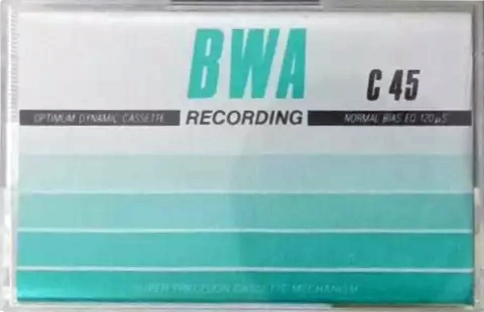 BWA
C 45
OPTIMUM DYNAMIC CASSETTE RECORDING NORMAL BIAS EQ 120µS
SUPER PRECISION CASSETTE MECHANISM